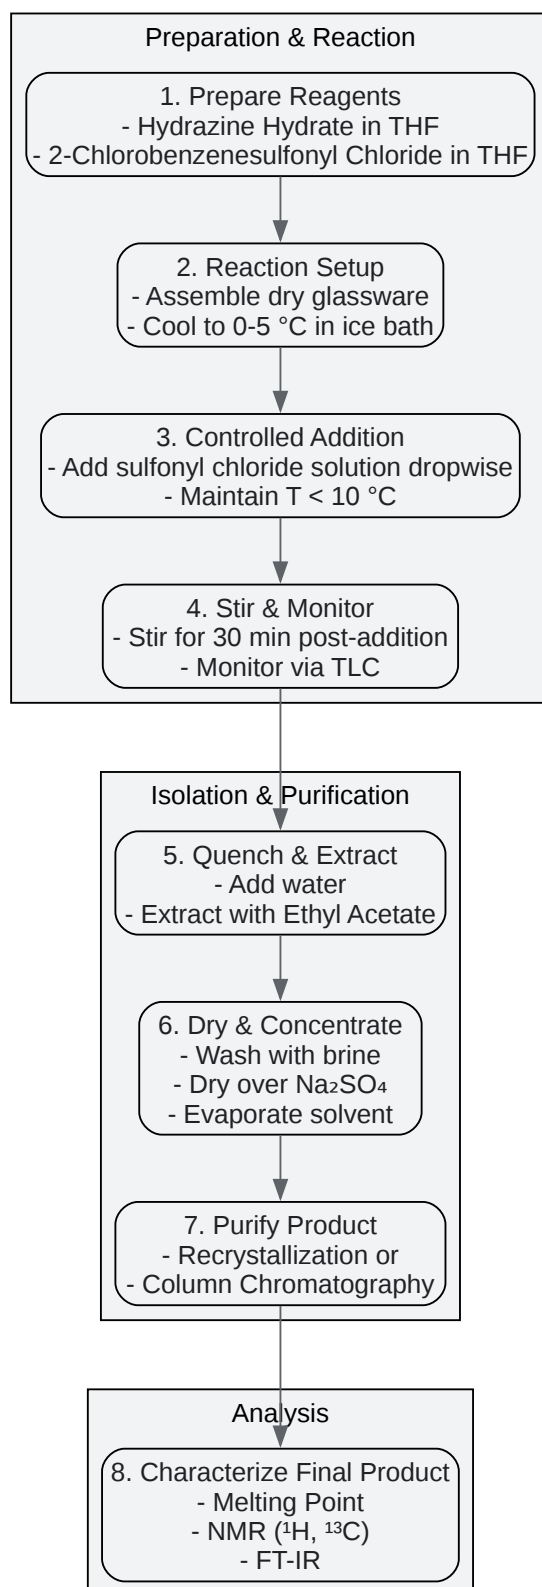 Preparation & Reaction
1. Prepare Reagents
- Hydrazine Hydrate in THF
- 2-Chlorobenzenesulfonyl Chloride in THF
2. Reaction Setup
- Assemble dry glassware
- Cool to 0-5 °C in ice bath
3. Controlled Addition
- Add sulfonyl chloride solution dropwise
- Maintain T < 10 °C
4. Stir & Monitor
- Stir for 30 min post-addition
- Monitor via TLC
Isolation & Purification
5. Quench & Extract
- Add water
- Extract with Ethyl Acetate
6. Dry & Concentrate
- Wash with brine
- Dry over Na₂SO₄
- Evaporate solvent
7. Purify Product
- Recrystallization or
- Column Chromatography
Analysis
8. Characterize Final Product
- Melting Point
- NMR (¹H, ¹³C)
- FT-IR